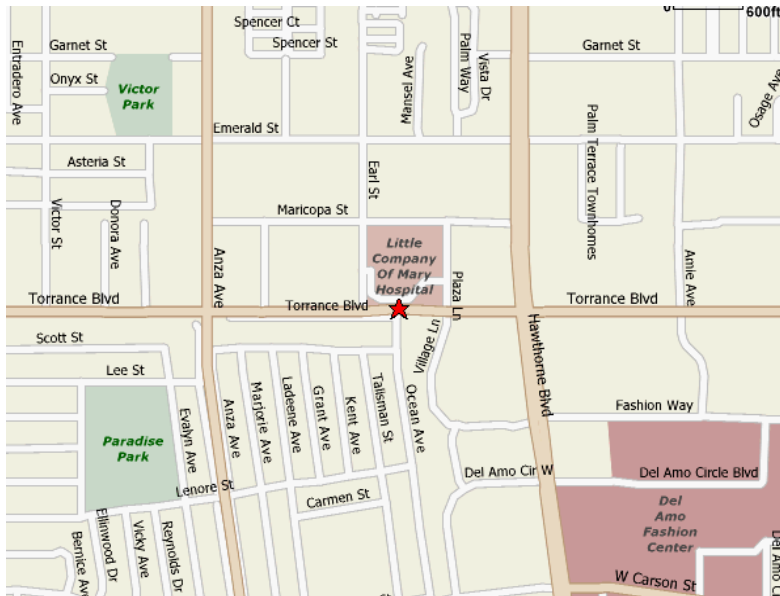 0
600ft
Spencer Ct
Spencer St
Garnet St
Garnet St
Entradero Ave
Onyx St
Victor
Park
Mansel Ave
Palm Way
Vista Dr
Osage Ave
Emerald St
Palm Terrace Townhomes
Asteria St
Earl St
Maricopa St
Victor St
Donora Ave
Little
Company
Of Mary
Hospital
Anza Ave
Plaza Ln
Amie Ave
Torrance Blvd
Torrance Blvd
Torrance Blvd
Scott St
Village Ln
Hawthorne Blvd
Lee St
Evalyn Ave
Anza Ave
Marjorie Ave
Ladeene Ave
Grant Ave
Kent Ave
Talisman St
Ocean Ave
Fashion Way
Paradise
Park
Del Amo Cir W
Del Amo Circle Blvd
Lenore St
Carmen St
Del
Amo
Fashion
Center
Bernice Ave
Ellinwood Dr
Vicky Ave
Reynolds Dr
W Carson St
Del Amo